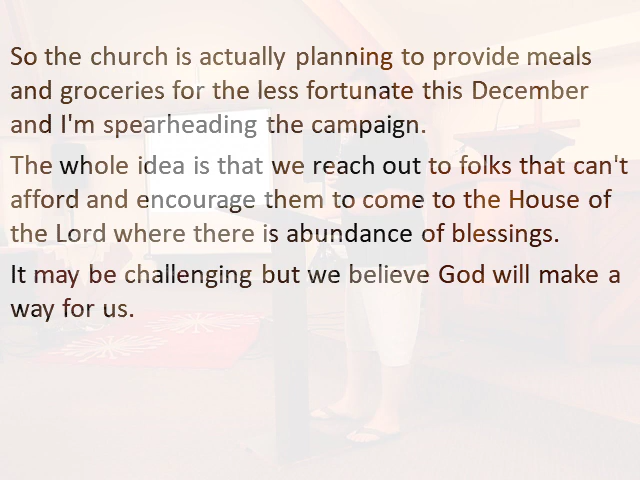 So the church is actually planning to provide meals
and groceries for the less fortunate this December
and I'm spearheading the campaign.
The whole idea is that we reach out to folks that can't
afford and encourage them to come to the House of
the Lord where there is abundance of blessings.
It may be challenging but we believe God will make a
way for us.